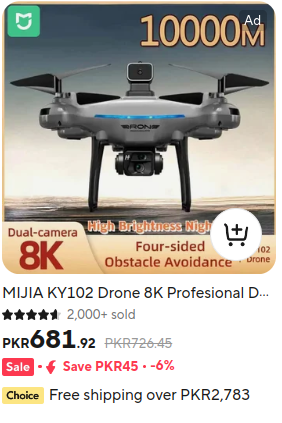 Ad
10000M
DRONE
High Brightness Nigh
Dual-camera
8K
Four-sided
Obstacle Avoidance
102
Drone
MIJIA KY102 Drone 8K Profesional D...
2,000+ sold
PKR681.92 PKR726.45
Sale • Save PKR45 • -6%
Choice Free shipping over PKR2,783